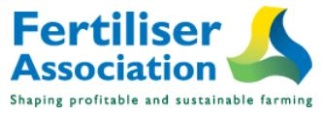 Fertiliser
Association
Shaping profitable and sustainable farming